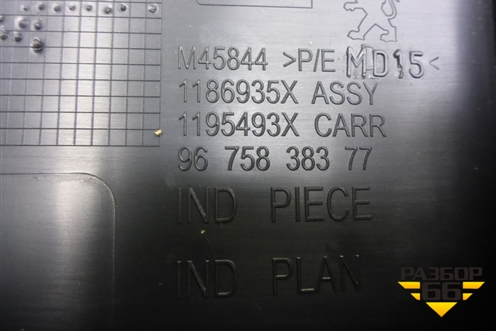 M45844 >P/E MD15<
1186935X ASSY
1195493X CARR
96 758 383 77
IND PIECE
IND PLAN
РАЗБОР
66